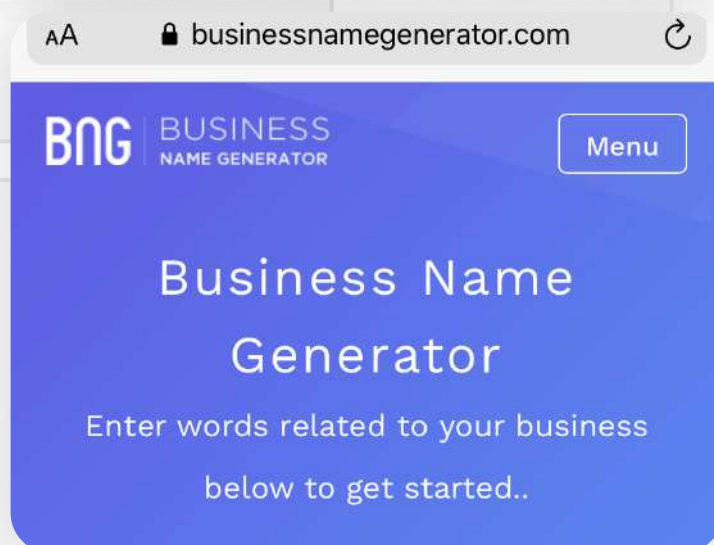 AA businessnamegenerator.com
BNG BUSINESS
NAME GENERATOR
Menu
Business Name
Generator
Enter words related to your business
below to get started..